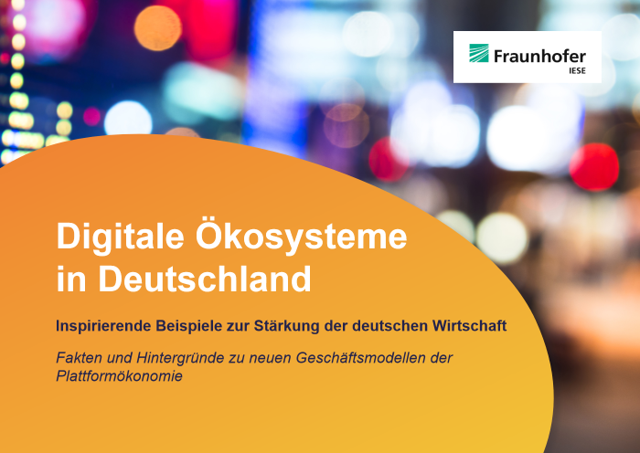 Fraunhofer
IESE
Digitale Ökosysteme
in Deutschland
Inspirierende Beispiele zur Stärkung der deutschen Wirtschaft
Fakten und Hintergründe zu neuen Geschäftsmodellen der
Plattformökonomie